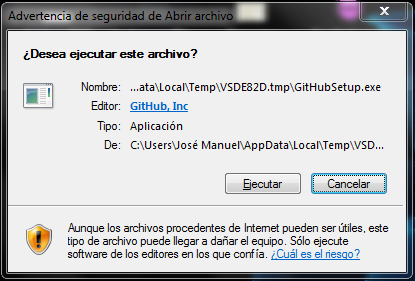 Advertencia de seguridad de Abrir archivo
¿Desea ejecutar este archivo?
Nombre: ...ata\Local\Temp\VSDE82D.tmp\GitHubSetup.exe
Editor: GitHub, Inc
Tipo: Aplicación
De: C:\Users\José Manuel\AppData\Local\Temp\VSD...
Ejecutar Cancelar
Aunque los archivos procedentes de Internet pueden ser útiles, este
tipo de archivo puede llegar a dañar el equipo. Sólo ejecute
software de los editores en los que confía. ¿Cuál es el riesgo?